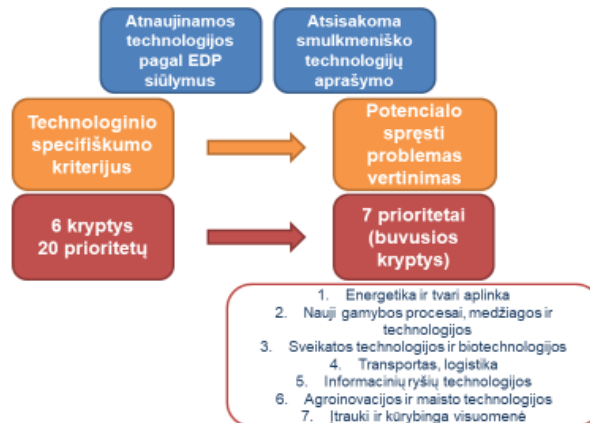 Atnaujinamos
technologijos
pagal EDP
siūlymus
Atsisakoma
smulkmeniško
technologijų
aprašymo
Technologinio
specifiškumo
kriterijus
Potencialo
spręsti
problemas
vertinimas
6 kryptys
20 prioritetų
7 prioritetai
(buvusios
kryptys)
1. Energetika ir tvari aplinka
2. Nauji gamybos procesai, medžiagos ir
technologijos
3. Sveikatos technologijos ir biotechnologijos
4. Transportas, logistika
5. Informacinių ryšių technologijos
6. Agroinovacijos ir maisto technologijos
7. Įtrauki ir kūrybinga visuomenė